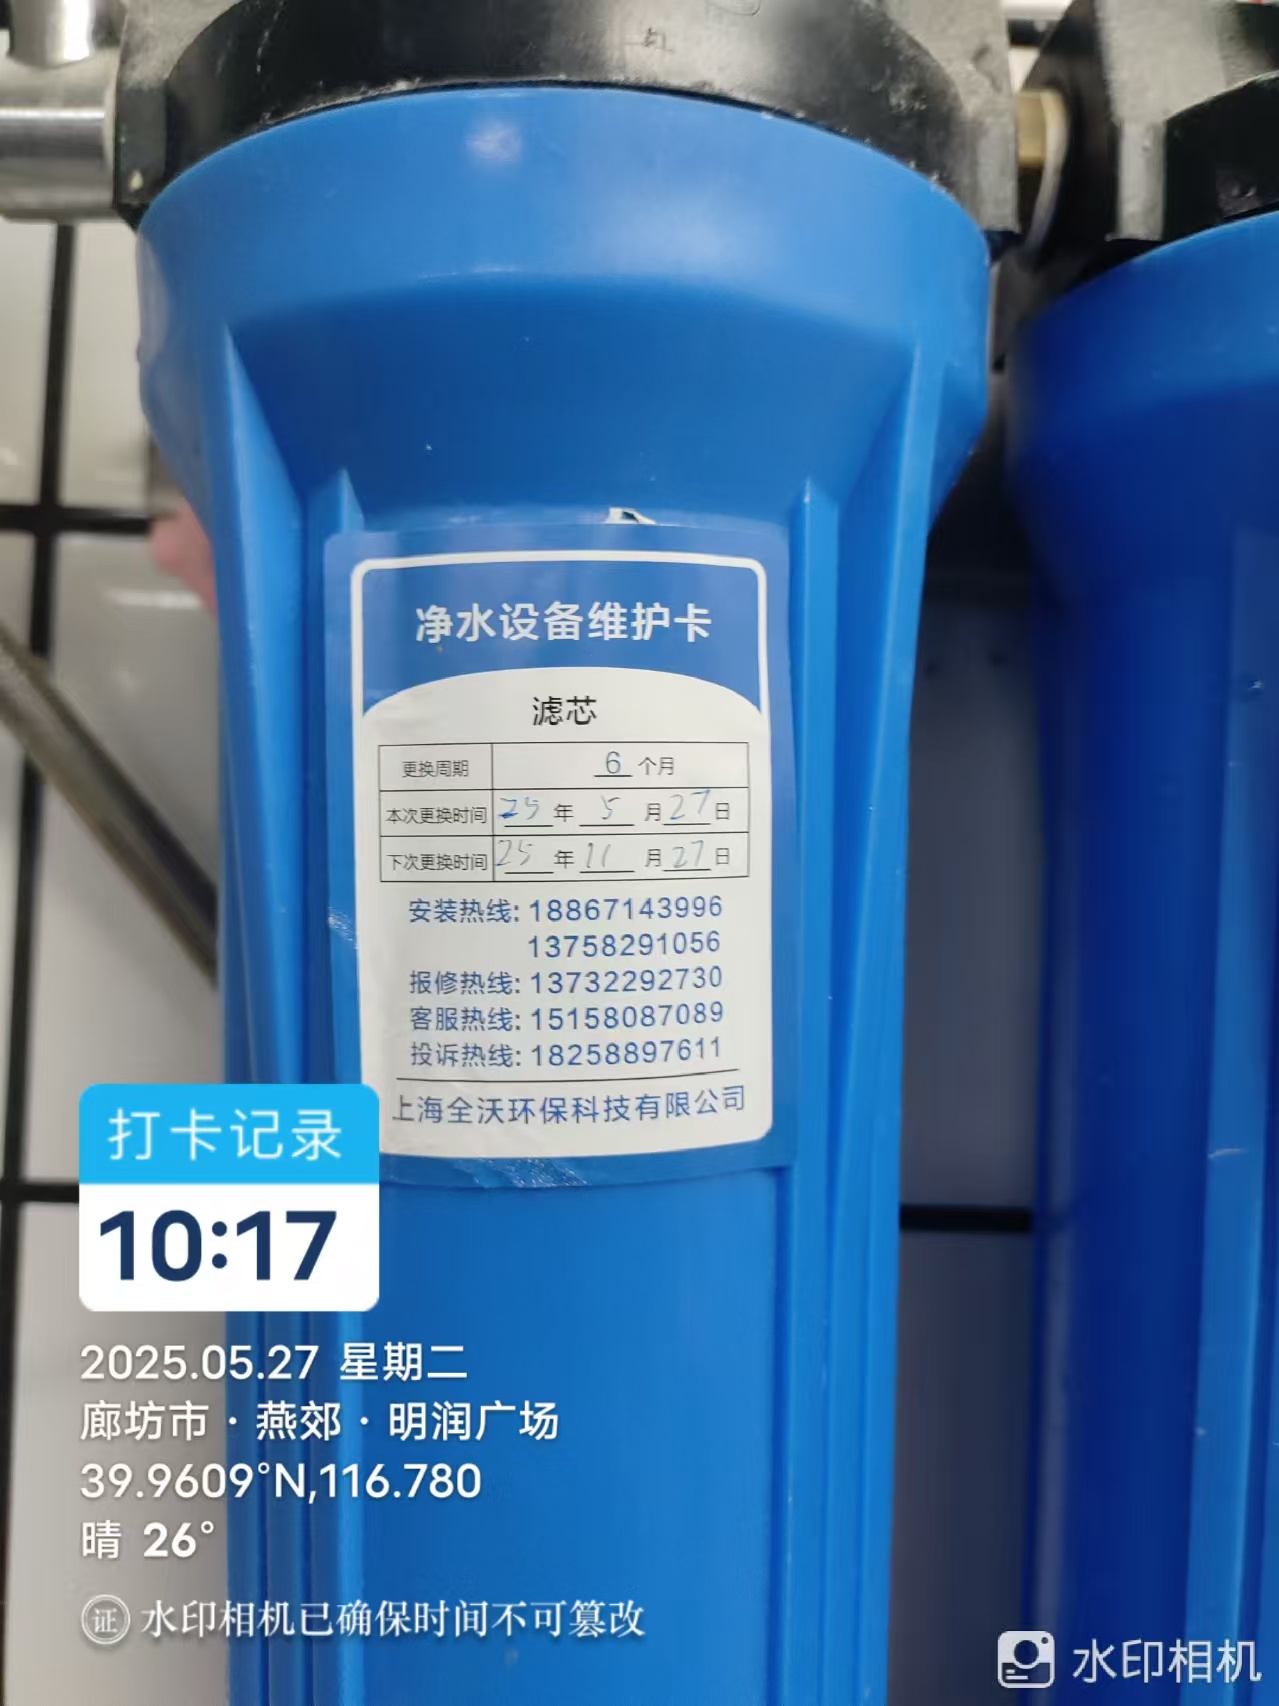 净水设备维护卡
滤芯
更换周期 6 个月
本次更换时间 25 年 5 月 27 日
下次更换时间 25 年 11 月 27 日
安装热线: 18867143996
13758291056
报修热线: 13732292730
客服热线: 15158087089
投诉热线: 18258897611
上海全沃环保科技有限公司
打卡记录
10:17
2025.05.27 星期二
廊坊市 · 燕郊 · 明润广场
39.9609°N,116.780
晴 26°
证 水印相机已确保时间不可篡改
水印相机